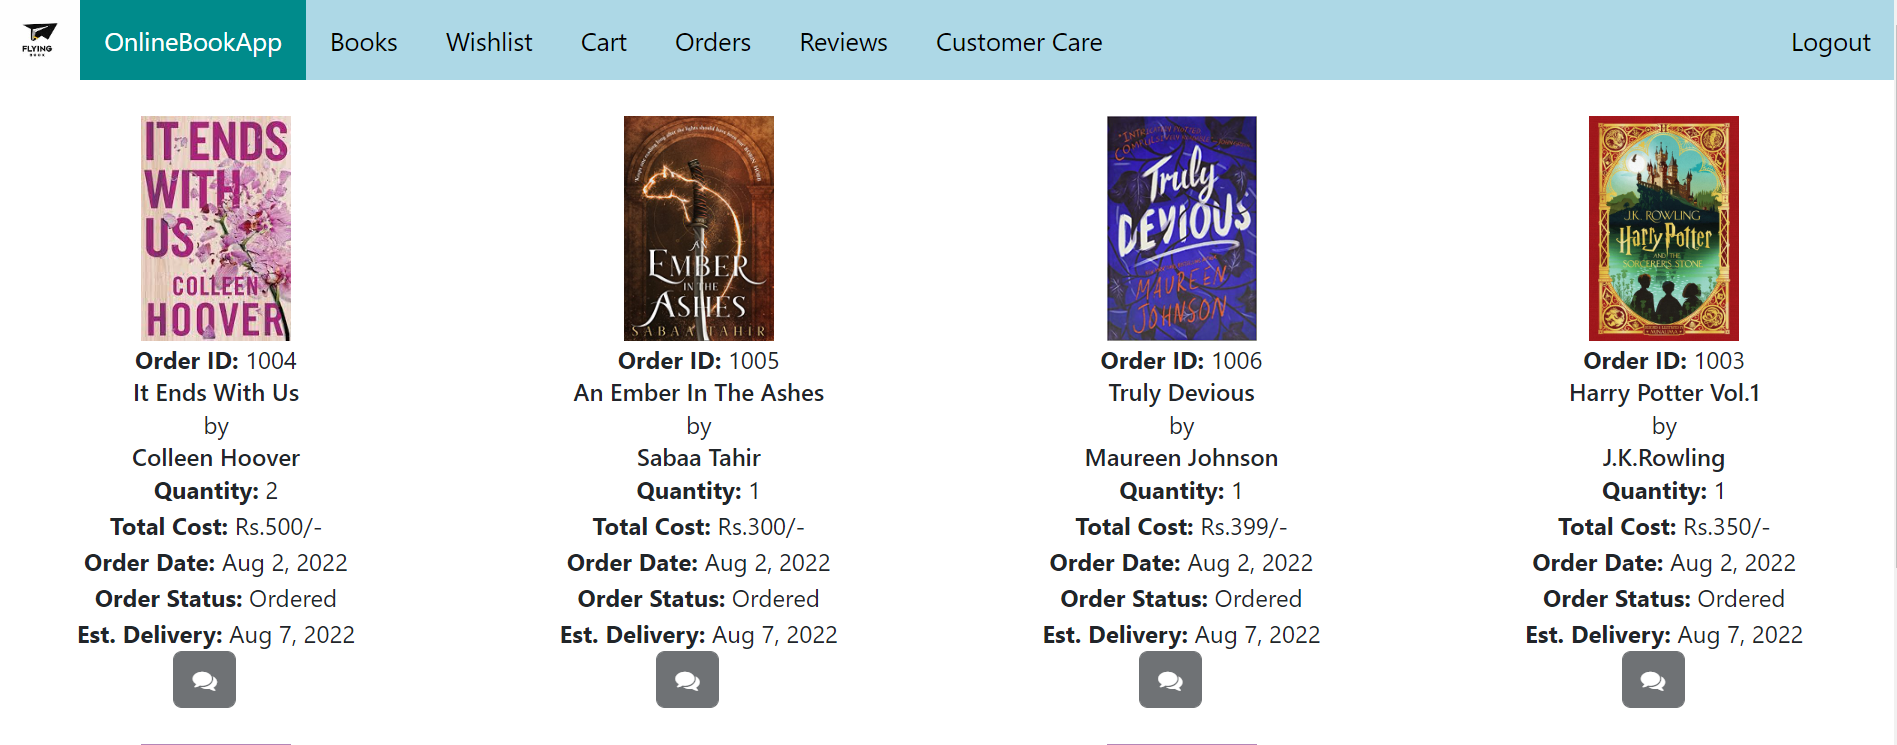 FLYING
BOOK
OnlineBookApp
Books
Wishlist
Cart
Orders
Reviews
Customer Care
Logout
IT ENDS
WITH
US
COLLEEN
HOOVER
Order ID: 1004
It Ends With Us
by
Colleen Hoover
Quantity: 2
Total Cost: Rs.500/-
Order Date: Aug 2, 2022
Order Status: Ordered
Est. Delivery: Aug 7, 2022
AN
EMBER
IN THE
ASHES
SABAA TAHIR
Order ID: 1005
An Ember In The Ashes
by
Sabaa Tahir
Quantity: 1
Total Cost: Rs.300/-
Order Date: Aug 2, 2022
Order Status: Ordered
Est. Delivery: Aug 7, 2022
Truly
DEVIOUS
MAUREEN
JOHNSON
Order ID: 1006
Truly Devious
by
Maureen Johnson
Quantity: 1
Total Cost: Rs.399/-
Order Date: Aug 2, 2022
Order Status: Ordered
Est. Delivery: Aug 7, 2022
J.K. ROWLING
Harry Potter
AND THE
SORCERER'S STONE
Order ID: 1003
Harry Potter Vol.1
by
J.K.Rowling
Quantity: 1
Total Cost: Rs.350/-
Order Date: Aug 2, 2022
Order Status: Ordered
Est. Delivery: Aug 7, 2022